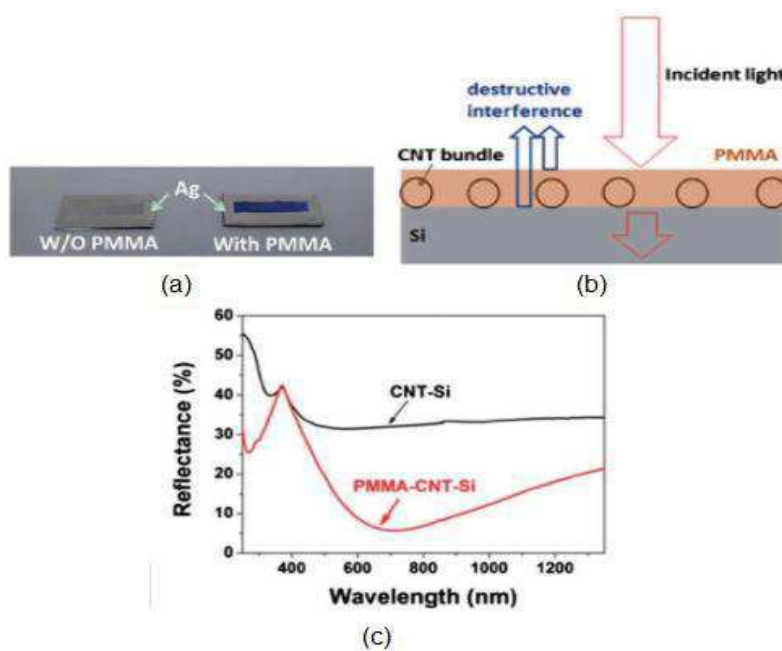 Ag
W/O PMMA
With PMMA
(a)
Incident light
destructive
interference
CNT bundle
PMMA
Si
(b)
60
50
40
30
20
10
0
Reflectance (%)
CNT-Si
PMMA-CNT-Si
400
600
800
1000
1200
Wavelength (nm)
(c)